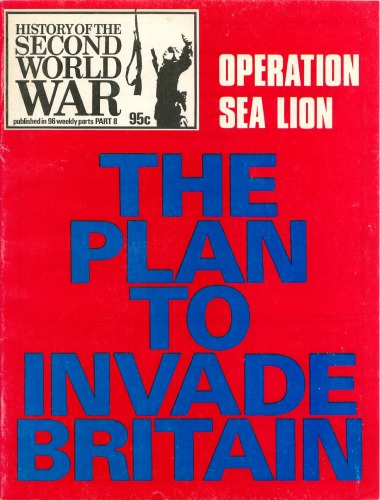 HISTORY OF THE
SECOND
WORLD
WAR
published in 96 weekly parts PART 8
95c
OPERATION
SEA LION
THE
PLAN
TO
INVADE
BRITAIN